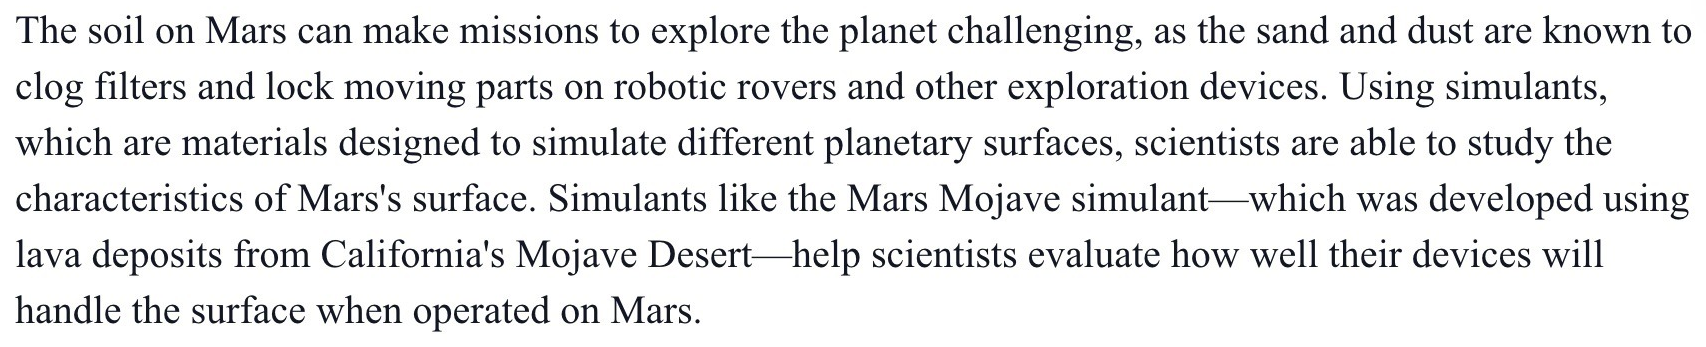 The soil on Mars can make missions to explore the planet challenging, as the sand and dust are known to
clog filters and lock moving parts on robotic rovers and other exploration devices. Using simulants,
which are materials designed to simulate different planetary surfaces, scientists are able to study the
characteristics of Mars's surface. Simulants like the Mars Mojave simulant—which was developed using
lava deposits from California's Mojave Desert—help scientists evaluate how well their devices will
handle the surface when operated on Mars.